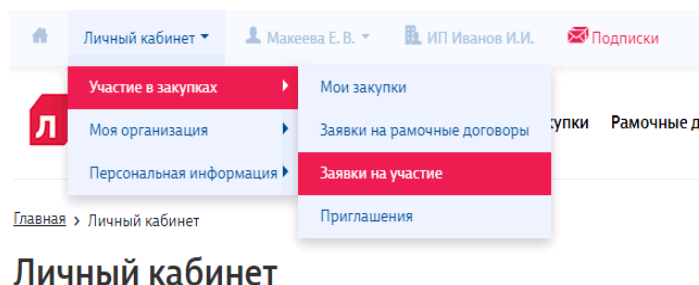 Личный кабинет Макеева Е. В. ИП Иванов И.И. Подписки
Участие в закупках Мои закупки
Л Моя организация Заявки на рамочные договоры упки Рамочные д
Персональная информация Заявки на участие
Приглашения
Главная > Личный кабинет
Личный кабинет